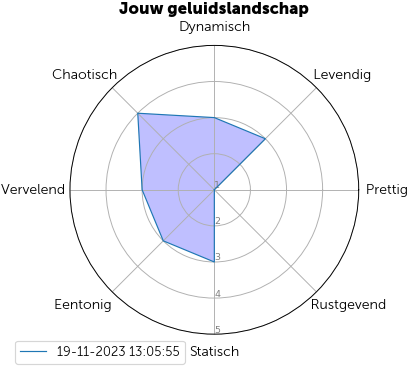 Jouw geluidslandschap
Dynamisch
Chaotisch
Levendig
Vervelend
1
Prettig
2
3
Eentonig
4
Rustgevend
5
19-11-2023 13:05:55
Statisch